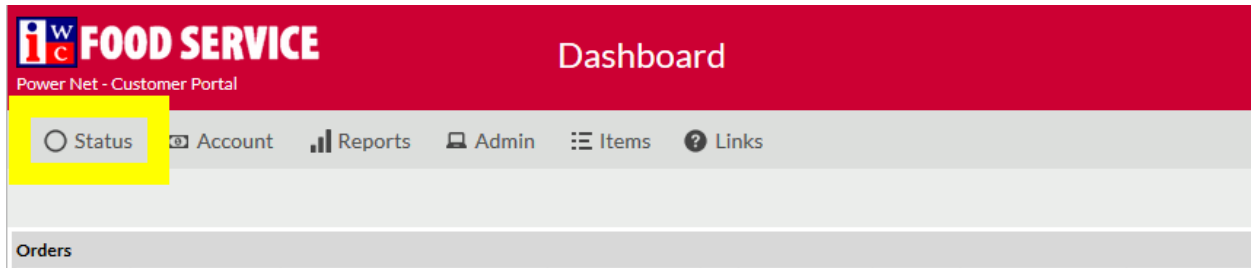 iwc FOOD SERVICE
Dashboard
Power Net - Customer Portal
Status Account Reports Admin Items Links
Orders